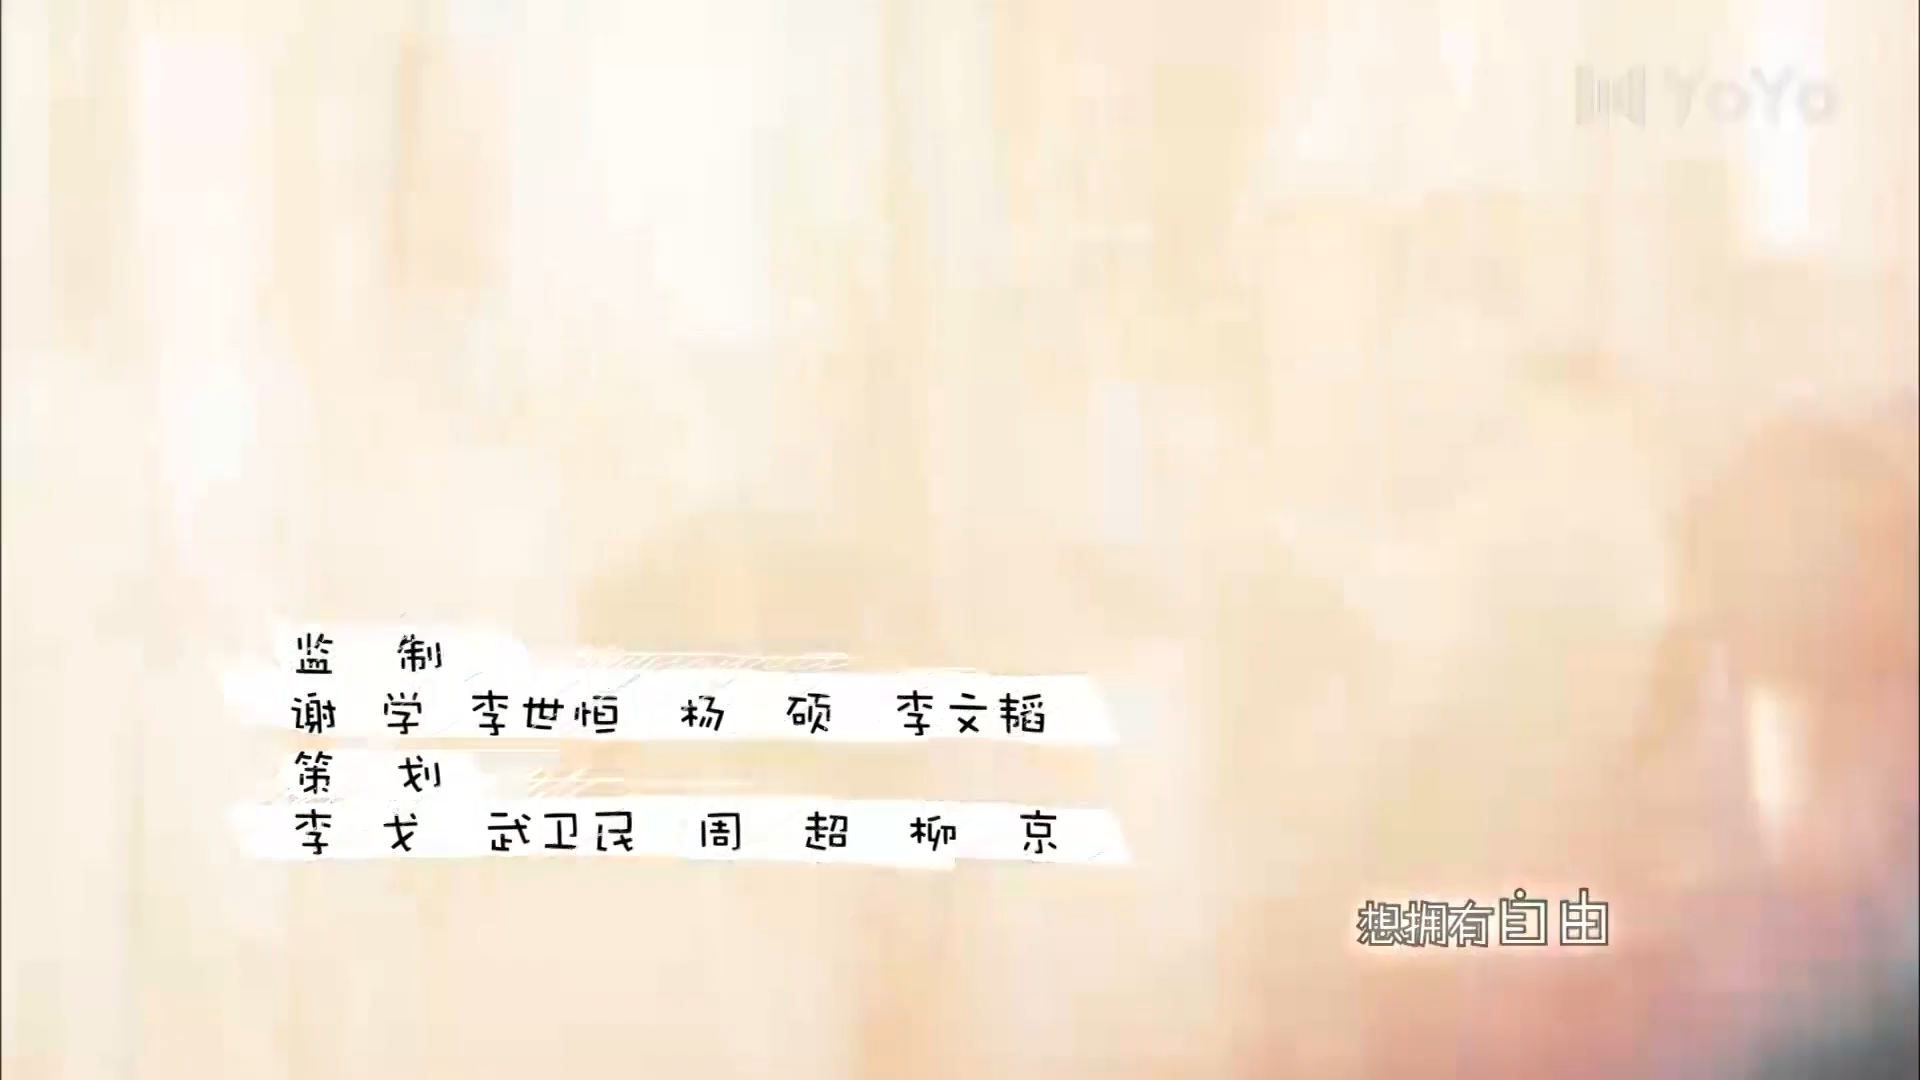 YoYo
监 制
谢 学 李世恒 杨 硕 李文韬
策 划
李 戈 武卫民 周 超 柳 京
想拥有自由